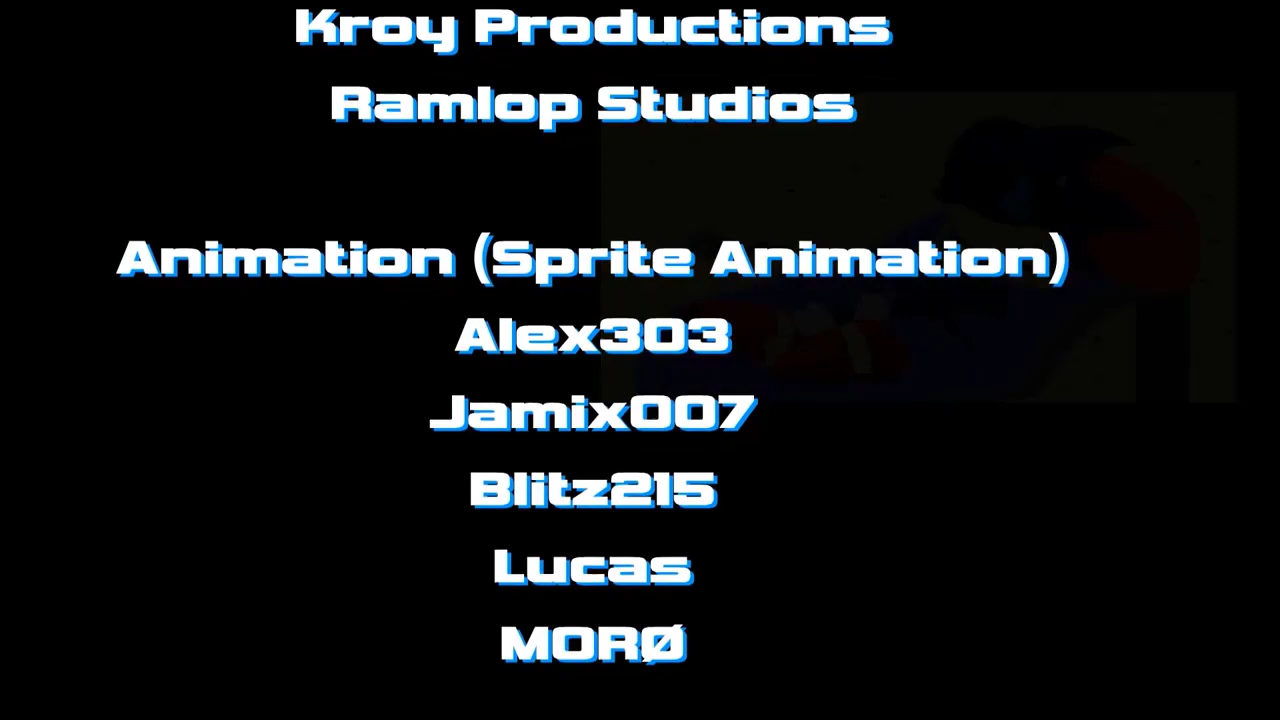 Kroy Productions
Ramlop Studios
Animation (Sprite Animation)
Alex303
Jamix007
Blitz215
Lucas
MORØ